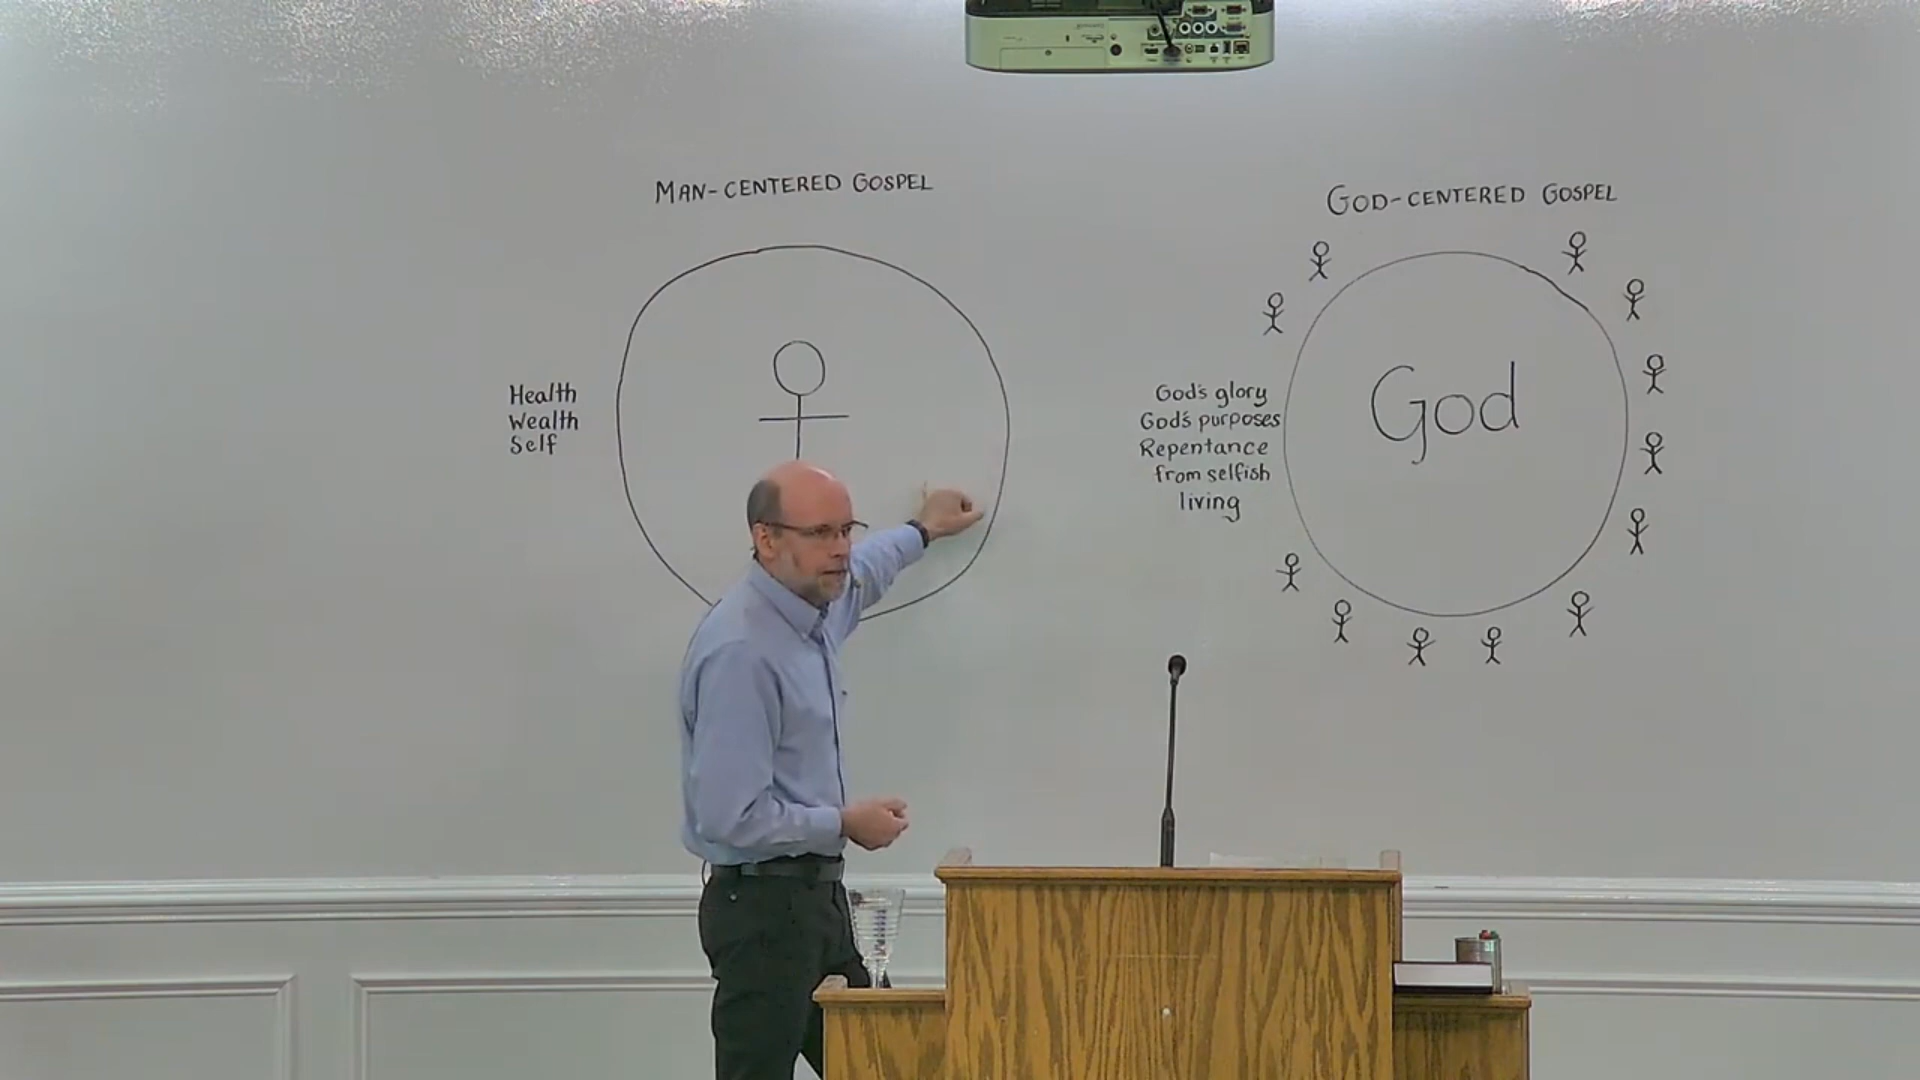 MAN-CENTERED GOSPEL
Health
Wealth
Self
GOD-CENTERED GOSPEL
God's glory
God's purposes
Repentance
from selfish
living
God